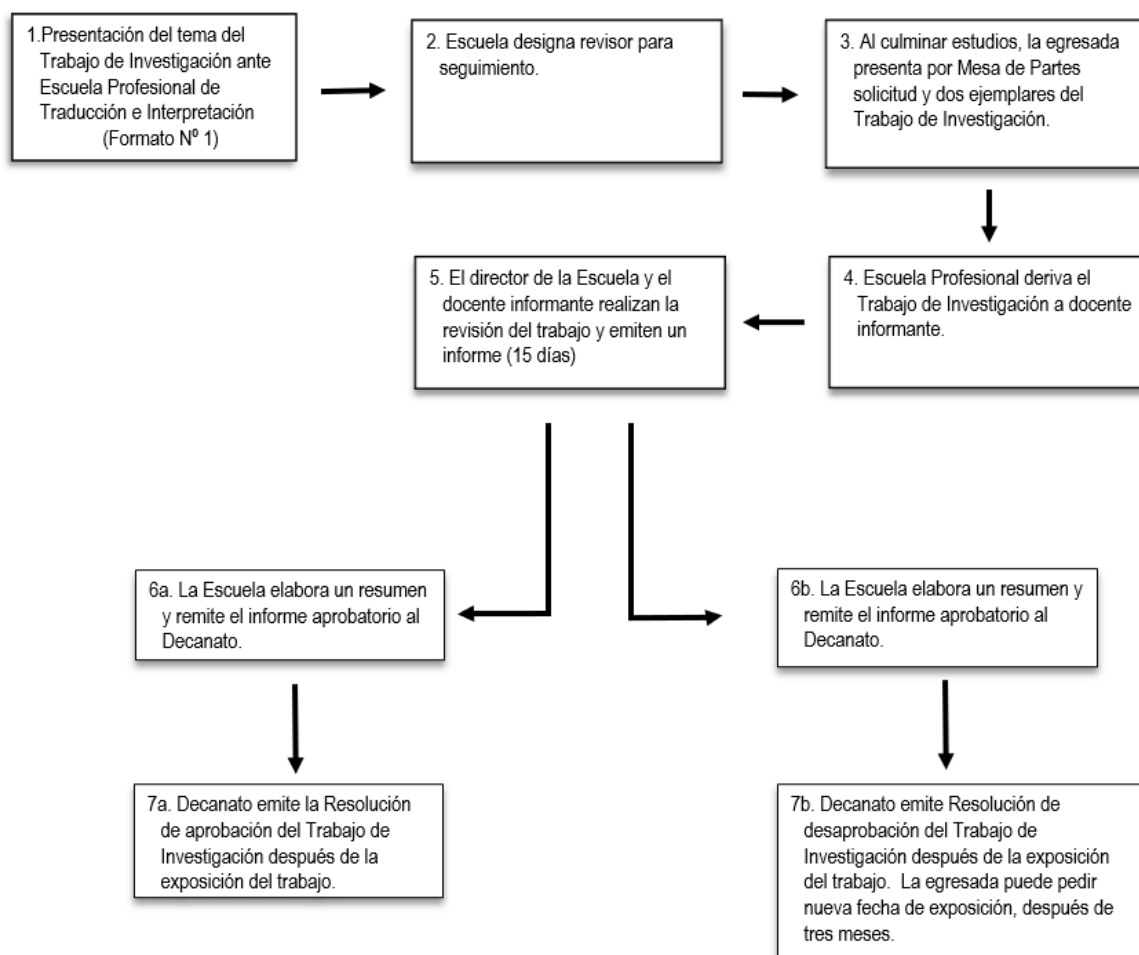 1.Presentación del tema del
Trabajo de Investigación ante
Escuela Profesional de
Traducción e Interpretación
(Formato Nº 1)
2. Escuela designa revisor para
seguimiento.
3. Al culminar estudios, la egresada
presenta por Mesa de Partes
solicitud y dos ejemplares del
Trabajo de Investigación.
4. Escuela Profesional deriva el
Trabajo de Investigación a docente
informante.
5. El director de la Escuela y el
docente informante realizan la
revisión del trabajo y emiten un
informe (15 días)
6a. La Escuela elabora un resumen
y remite el informe aprobatorio al
Decanato.
6b. La Escuela elabora un resumen y
remite el informe aprobatorio al
Decanato.
7a. Decanato emite la Resolución
de aprobación del Trabajo de
Investigación después de la
exposición del trabajo.
7b. Decanato emite Resolución de
desaprobación del Trabajo de
Investigación después de la exposición
del trabajo. La egresada puede pedir
nueva fecha de exposición, después de
tres meses.